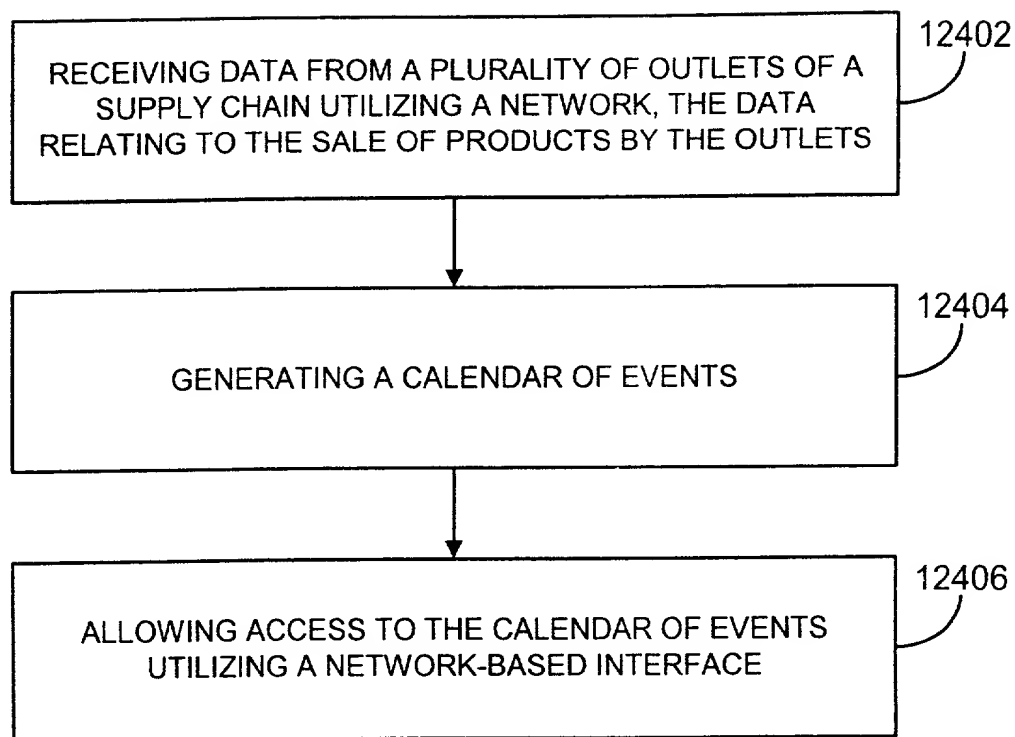 12402
RECEIVING DATA FROM A PLURALITY OF OUTLETS OF A
SUPPLY CHAIN UTILIZING A NETWORK, THE DATA
RELATING TO THE SALE OF PRODUCTS BY THE OUTLETS
12404
GENERATING A CALENDAR OF EVENTS
12406
ALLOWING ACCESS TO THE CALENDAR OF EVENTS
UTILIZING A NETWORK-BASED INTERFACE